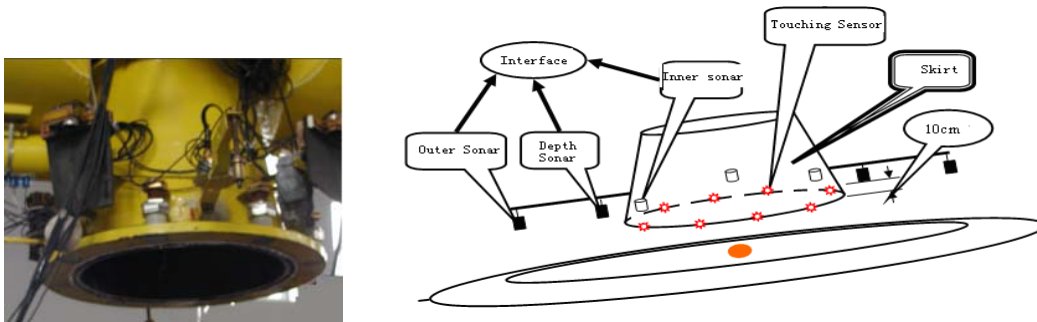 Touching Sensor
Interface
Inner sonar
Skirt
10cm
Outer Sonar
Depth
Sonar